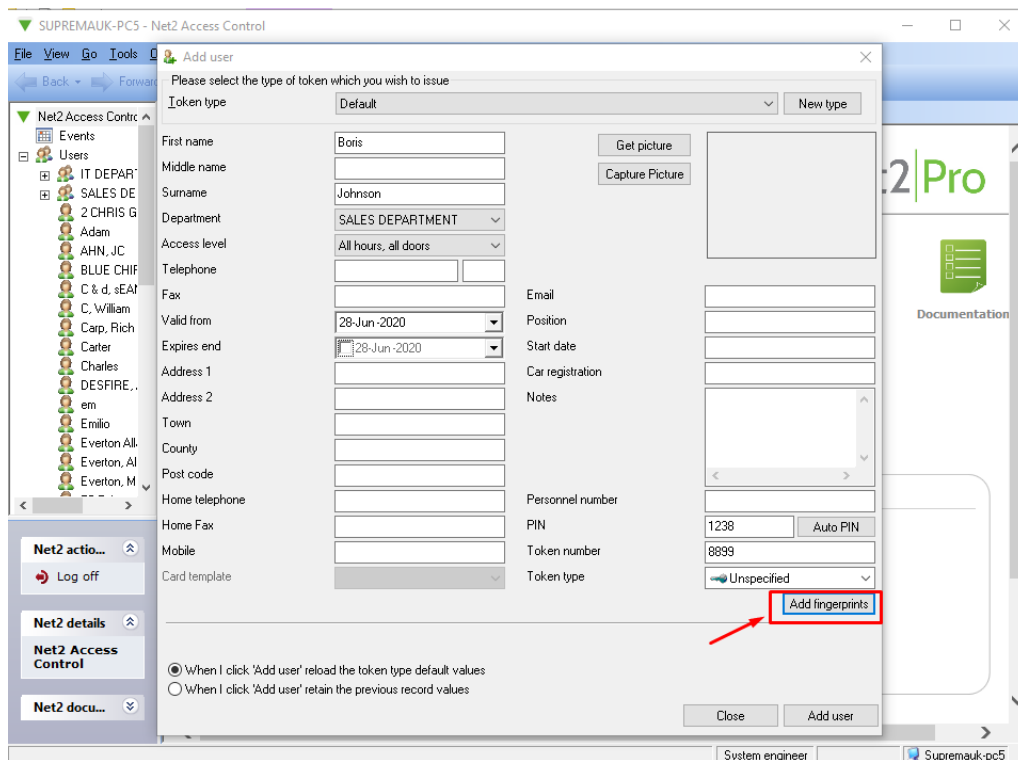 SUPREMAUK-PC5 - Net2 Access Control
File View Go Tools
Back Forward
Net2 Access Contrc
Events
Users
IT DEPAR
SALES DE
2 CHRIS G
Adam
AHN, JC
BLUE CHIF
C & d, sEAN
C, William
Carp, Rich
Carter
Charles
DESFIRE, .
em
Emilio
Everton All
Everton, Al
Everton, M
Net2 actio...
Log off
Net2 details
Net2 Access
Control
Net2 docu...
Add user
Please select the type of token which you wish to issue
Token type Default New type
First name Boris Get picture
Middle name Capture Picture
Surname Johnson
Department SALES DEPARTMENT
Access level All hours, all doors
Telephone
Fax Email
Valid from 28-Jun-2020 Position
Expires end 28-Jun-2020 Start date
Address 1 Car registration
Address 2 Notes
Town
County
Post code
Home telephone Personnel number
Home Fax PIN 1238 Auto PIN
Mobile Token number 8899
Card template Token type Unspecified
Add fingerprints
When I click 'Add user' reload the token type default values
When I click 'Add user' retain the previous record values
Close Add user
2|Pro
Documentation
System engineer Supremauk-pc5